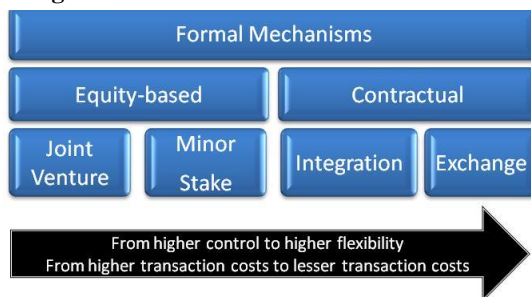 Formal Mechanisms
Equity-based
Contractual
Joint
Venture
Minor
Stake
Integration
Exchange
From higher control to higher flexibility
From higher transaction costs to lesser transaction costs